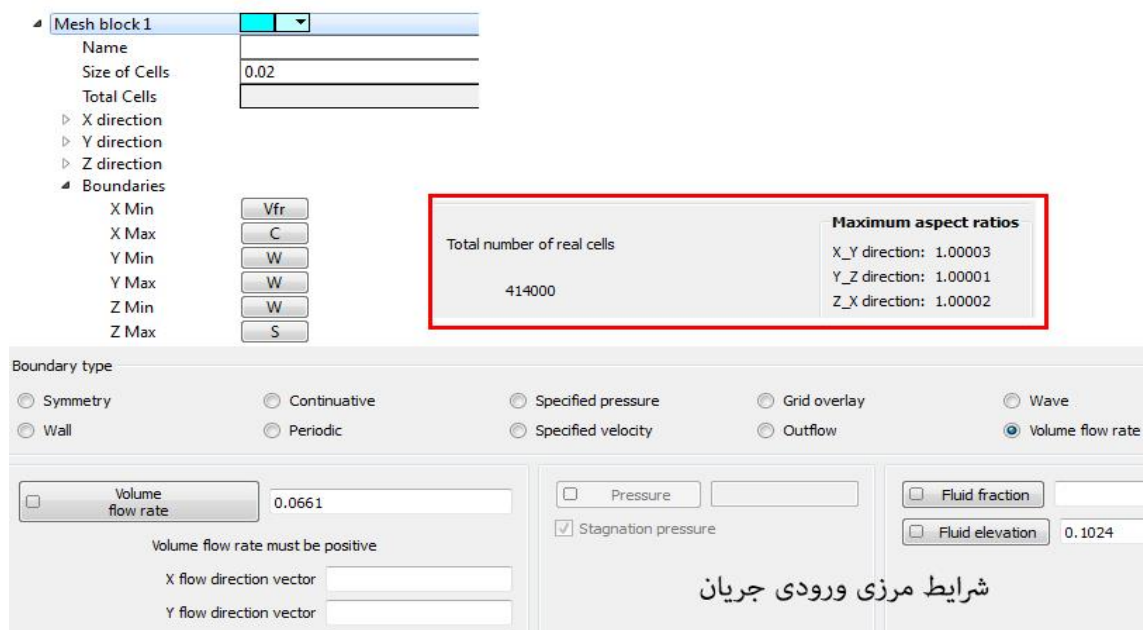 Mesh block 1
Name
Size of Cells 0.02
Total Cells
X direction
Y direction
Z direction
Boundaries
X Min Vfr
X Max C
Y Min W
Y Max W
Z Min W
Z Max S
Total number of real cells
414000
Maximum aspect ratios
X_Y direction: 1.00003
Y_Z direction: 1.00001
Z_X direction: 1.00002
Boundary type
Symmetry Continuative Specified pressure Grid overlay Wave
Wall Periodic Specified velocity Outflow Volume flow rate
Volume
flow rate 0.0661
Volume flow rate must be positive
X flow direction vector
Y flow direction vector
Pressure
Stagnation pressure
Fluid fraction
Fluid elevation 0.1024
شرایط مرزی ورودی جریان